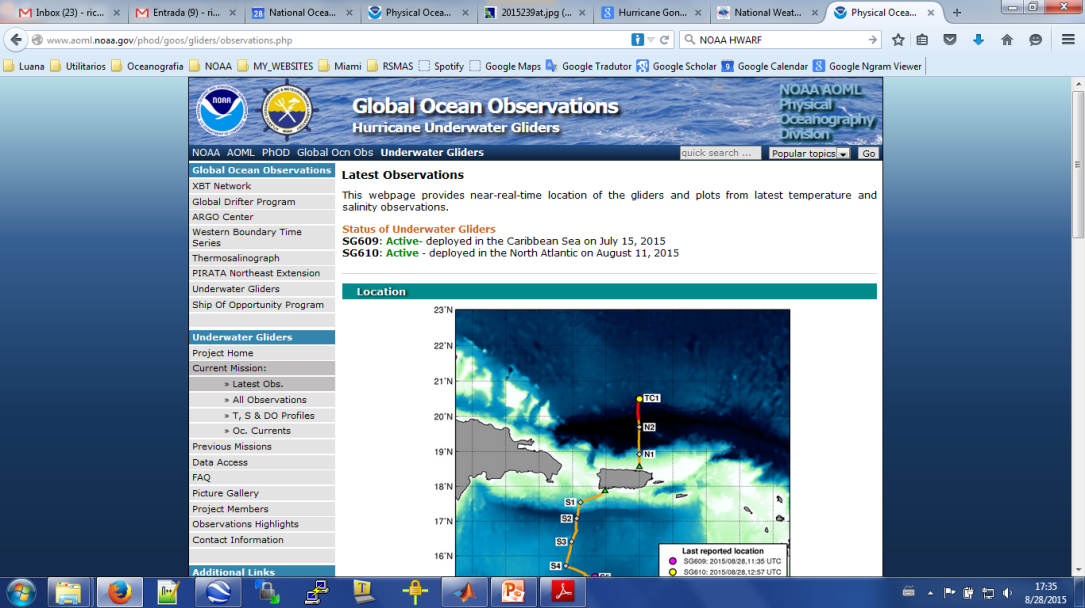 Inbox (23) - ric...
Entrada (9) - ri...
28 National Ocea...
Physical Ocea...
2015239at.jpg (...
Hurricane Gon...
National Weat...
Physical Ocea...
www.aoml.noaa.gov/phod/goos/gliders/observations.php
NOAA HWARF
Luana Utilitarios Oceanografia NOAA MY_WEBSITES Miami RSMAS Spotify Google Maps Google Tradutor Google Scholar Google Calendar Google Ngram Viewer
NOAA
Global Ocean Observations
Hurricane Underwater Gliders
NOAA AOML
Physical
Oceanography
Division
NOAA AOML PhOD Global Ocn Obs Underwater Gliders
quick search ... Popular topics Go
Global Ocean Observations
XBT Network
Global Drifter Program
ARGO Center
Western Boundary Time
Series
Thermosalinograph
PIRATA Northeast Extension
Underwater Gliders
Ship Of Opportunity Program
Underwater Gliders
Project Home
Current Mission:
» Latest Obs.
» All Observations
» T, S & DO Profiles
» Oc. Currents
Previous Missions
Data Access
FAQ
Picture Gallery
Project Members
Observations Highlights
Contact Information
Additional Links
Latest Observations
This webpage provides near-real-time location of the gliders and plots from latest temperature and
salinity observations.
Status of Underwater Gliders
SG609: Active- deployed in the Caribbean Sea on July 15, 2015
SG610: Active - deployed in the North Atlantic on August 11, 2015
Location
23°N
22°N
21°N
20°N
19°N
18°N
17°N
16°N
TC1
N2
N1
S1
S2
S3
S4
Last reported location
SG609: 2015/08/28,11:35 UTC
SG610: 2015/08/28,12:57 UTC
17:35
8/28/2015